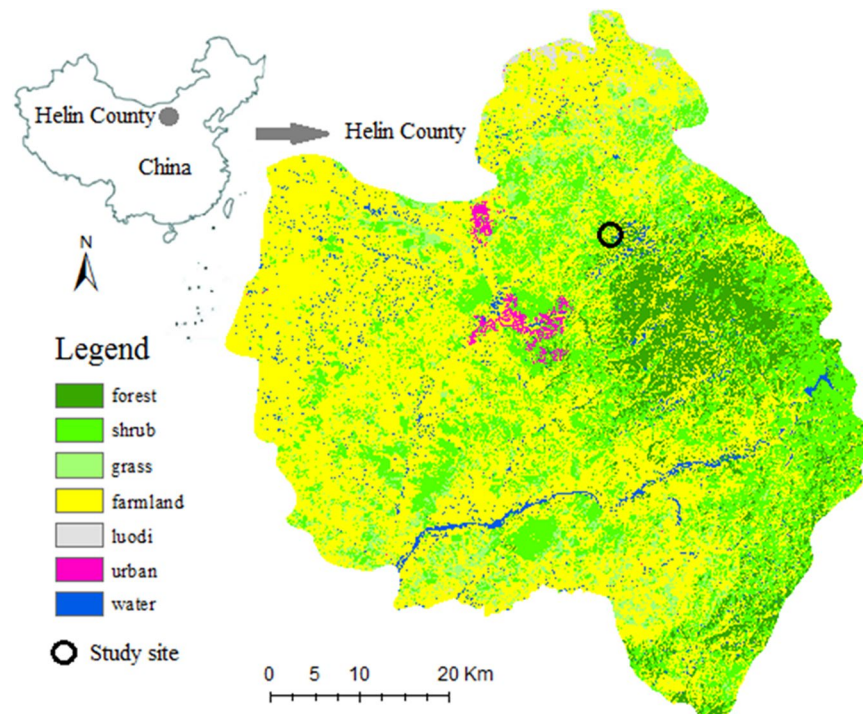 Helin County
China
Helin County
N
Legend
forest
shrub
grass
farmland
luodi
urban
water
Study site
0 5 10 20 Km